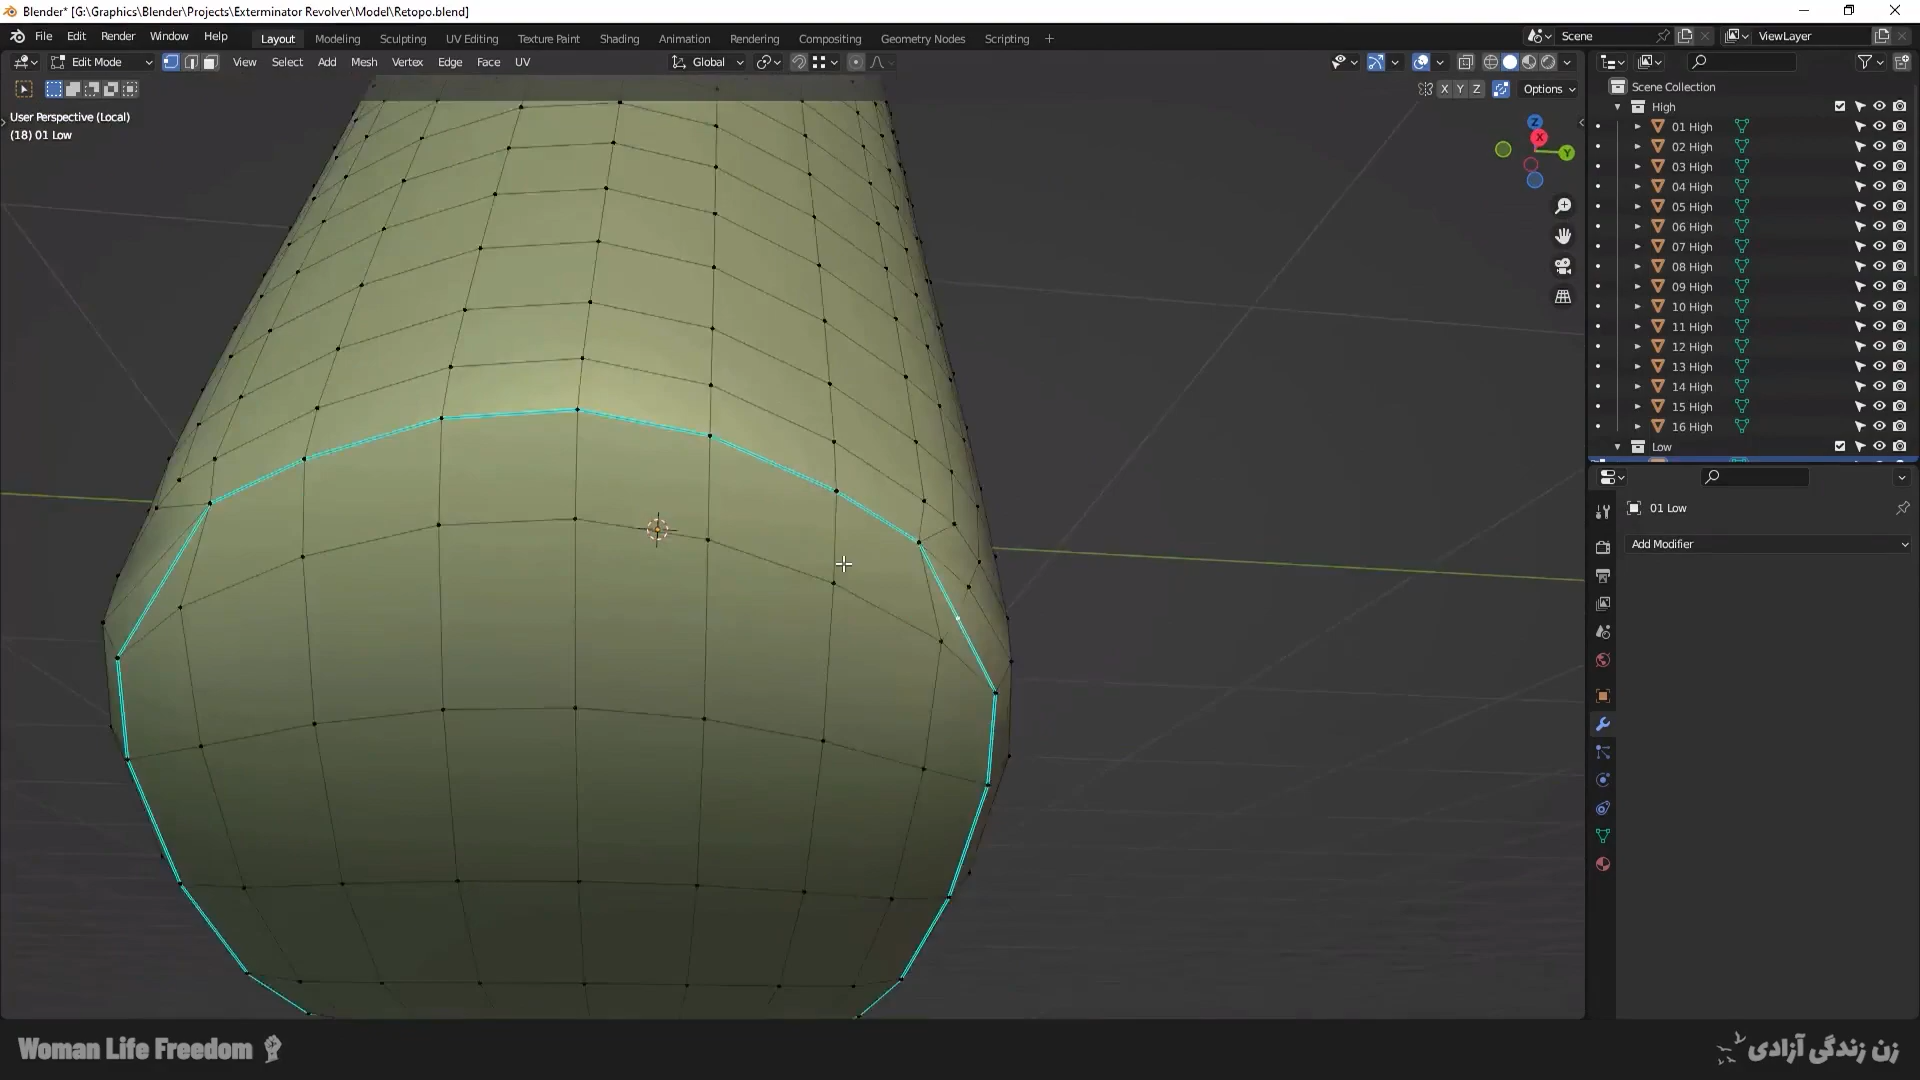 Blender* [G:\Graphics\Blender\Projects\Exterminator Revolver\Model\Retopo.blend]
File Edit Render Window Help Layout Modeling Sculpting UV Editing Texture Paint Shading Animation Rendering Compositing Geometry Nodes Scripting + Scene ViewLayer
Edit Mode View Select Add Mesh Vertex Edge Face UV Global
X Y Z Options
User Perspective (Local)
(18) 01 Low
Z
X
Y
Scene Collection
High
01 High
02 High
03 High
04 High
05 High
06 High
07 High
08 High
09 High
10 High
11 High
12 High
13 High
14 High
15 High
16 High
Low
01 Low
Add Modifier
Woman Life Freedom
زن زندگی آزادی